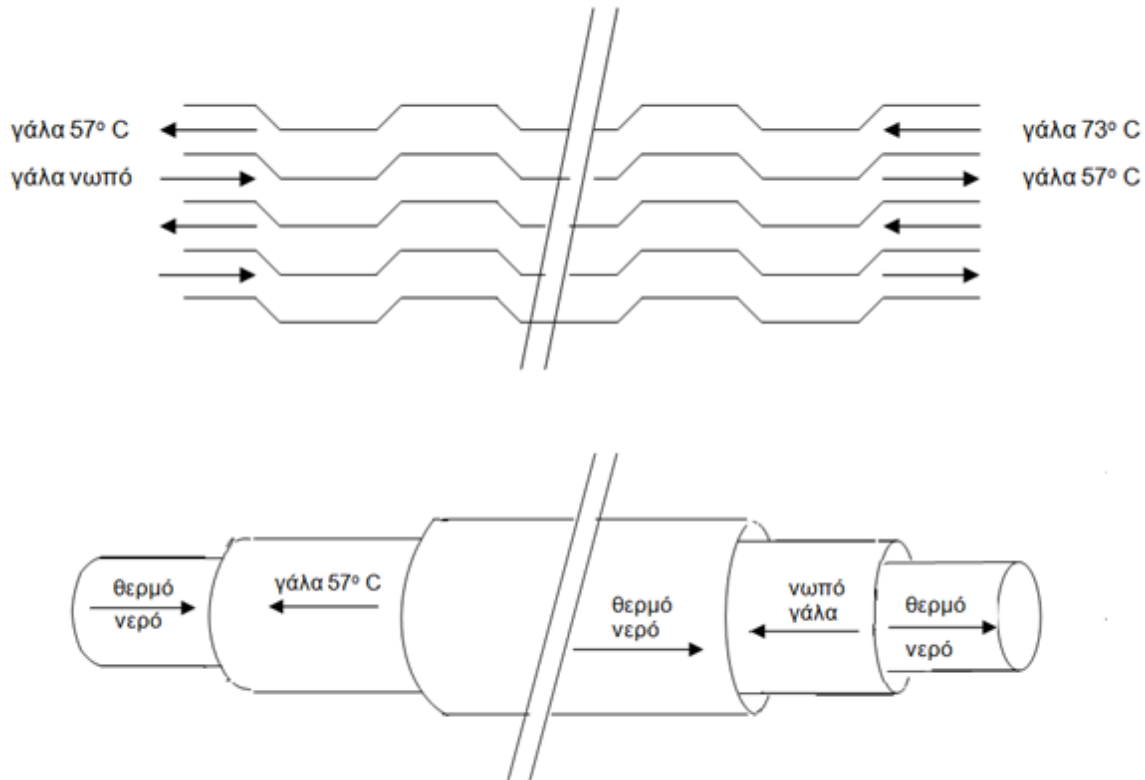 γάλα 57° C
γάλα 73° C
γάλα νωπό
γάλα 57° C
θερμό
νερό
γάλα 57° C
θερμό
νερό
νωπό
γάλα
θερμό
νερό